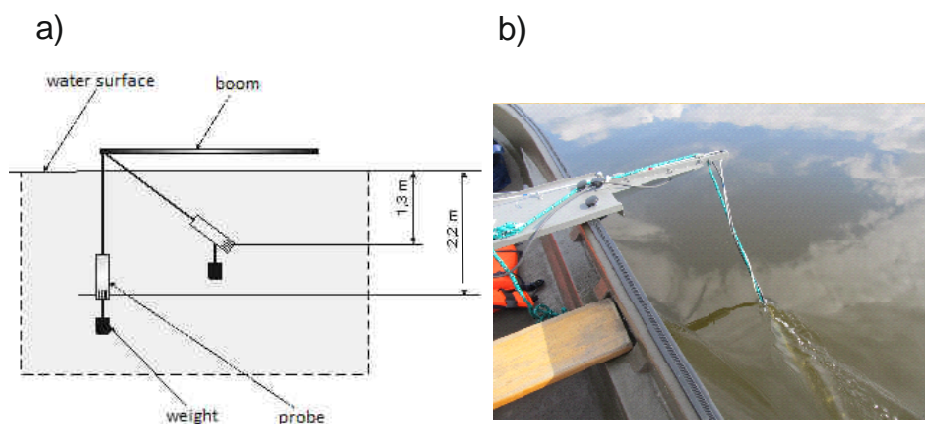 a)
b)
water surface
boom
1,3 m
2,2 m
weight
probe